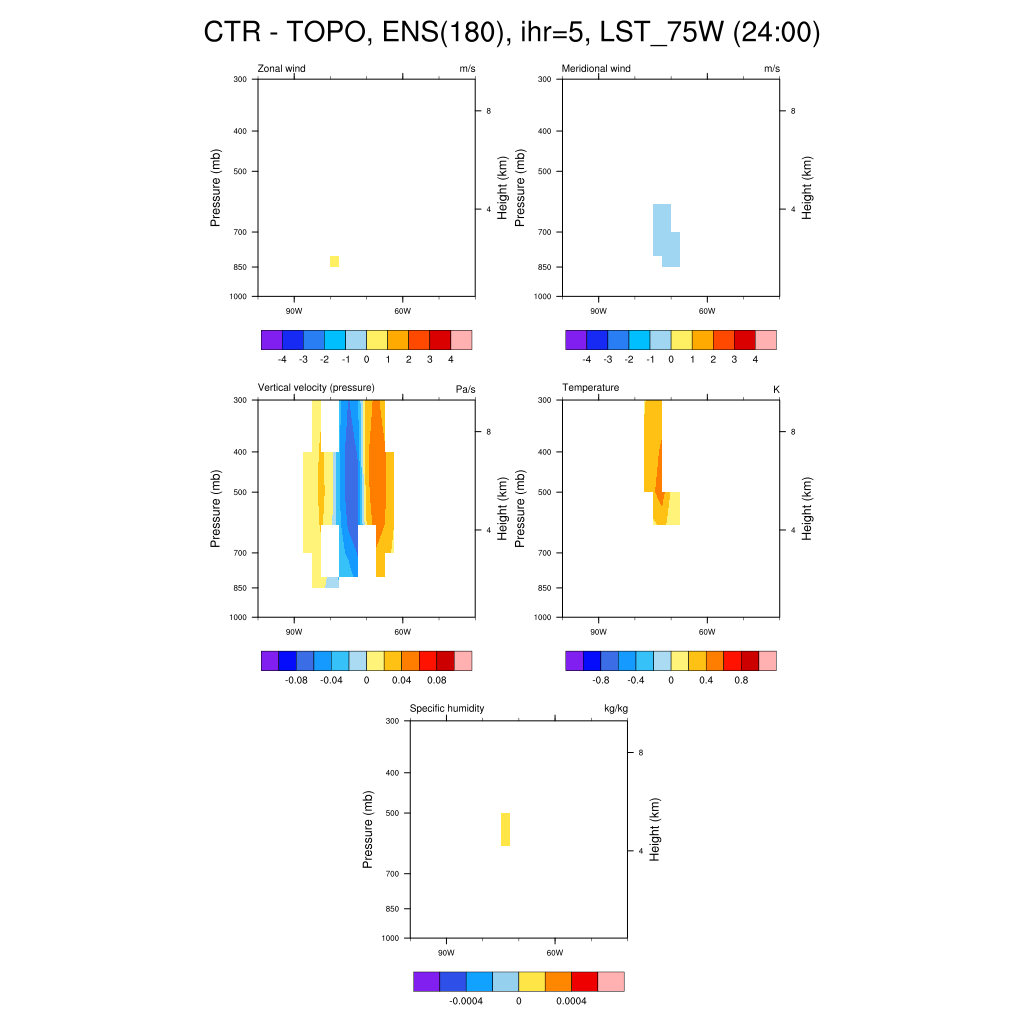 CTR - TOPO, ENS(180), ihr=5, LST_75W (24:00)
Zonal wind m/s
300
400
500
700
850
1000
Pressure (mb)
8
4
Height (km)
90W 60W
-4 -3 -2 -1 0 1 2 3 4
Meridional wind m/s
300
400
500
700
850
1000
Pressure (mb)
8
4
Height (km)
90W 60W
-4 -3 -2 -1 0 1 2 3 4
Vertical velocity (pressure) Pa/s
300
400
500
700
850
1000
Pressure (mb)
8
4
Height (km)
90W 60W
-0.08 -0.04 0 0.04 0.08
Temperature K
300
400
500
700
850
1000
Pressure (mb)
8
4
Height (km)
90W 60W
-0.8 -0.4 0 0.4 0.8
Specific humidity kg/kg
300
400
500
700
850
1000
Pressure (mb)
8
4
Height (km)
90W 60W
-0.0004 0 0.0004